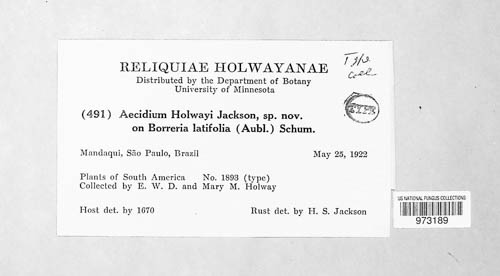 RELIQUIAE HOLWAYANAE
Distributed by the Department of Botany
University of Minnesota
(491) Aecidium Holwayi Jackson, sp. nov.
on Borreria latifolia (Aubl.) Schum.
Mandaqui, São Paulo, Brazil May 25, 1922
Plants of South America No. 1893 (type)
Collected by E. W. D. and Mary M. Holway
Host det. by 1670 Rust det. by H. S. Jackson
TYPE
US NATIONAL FUNGUS COLLECTIONS
973189